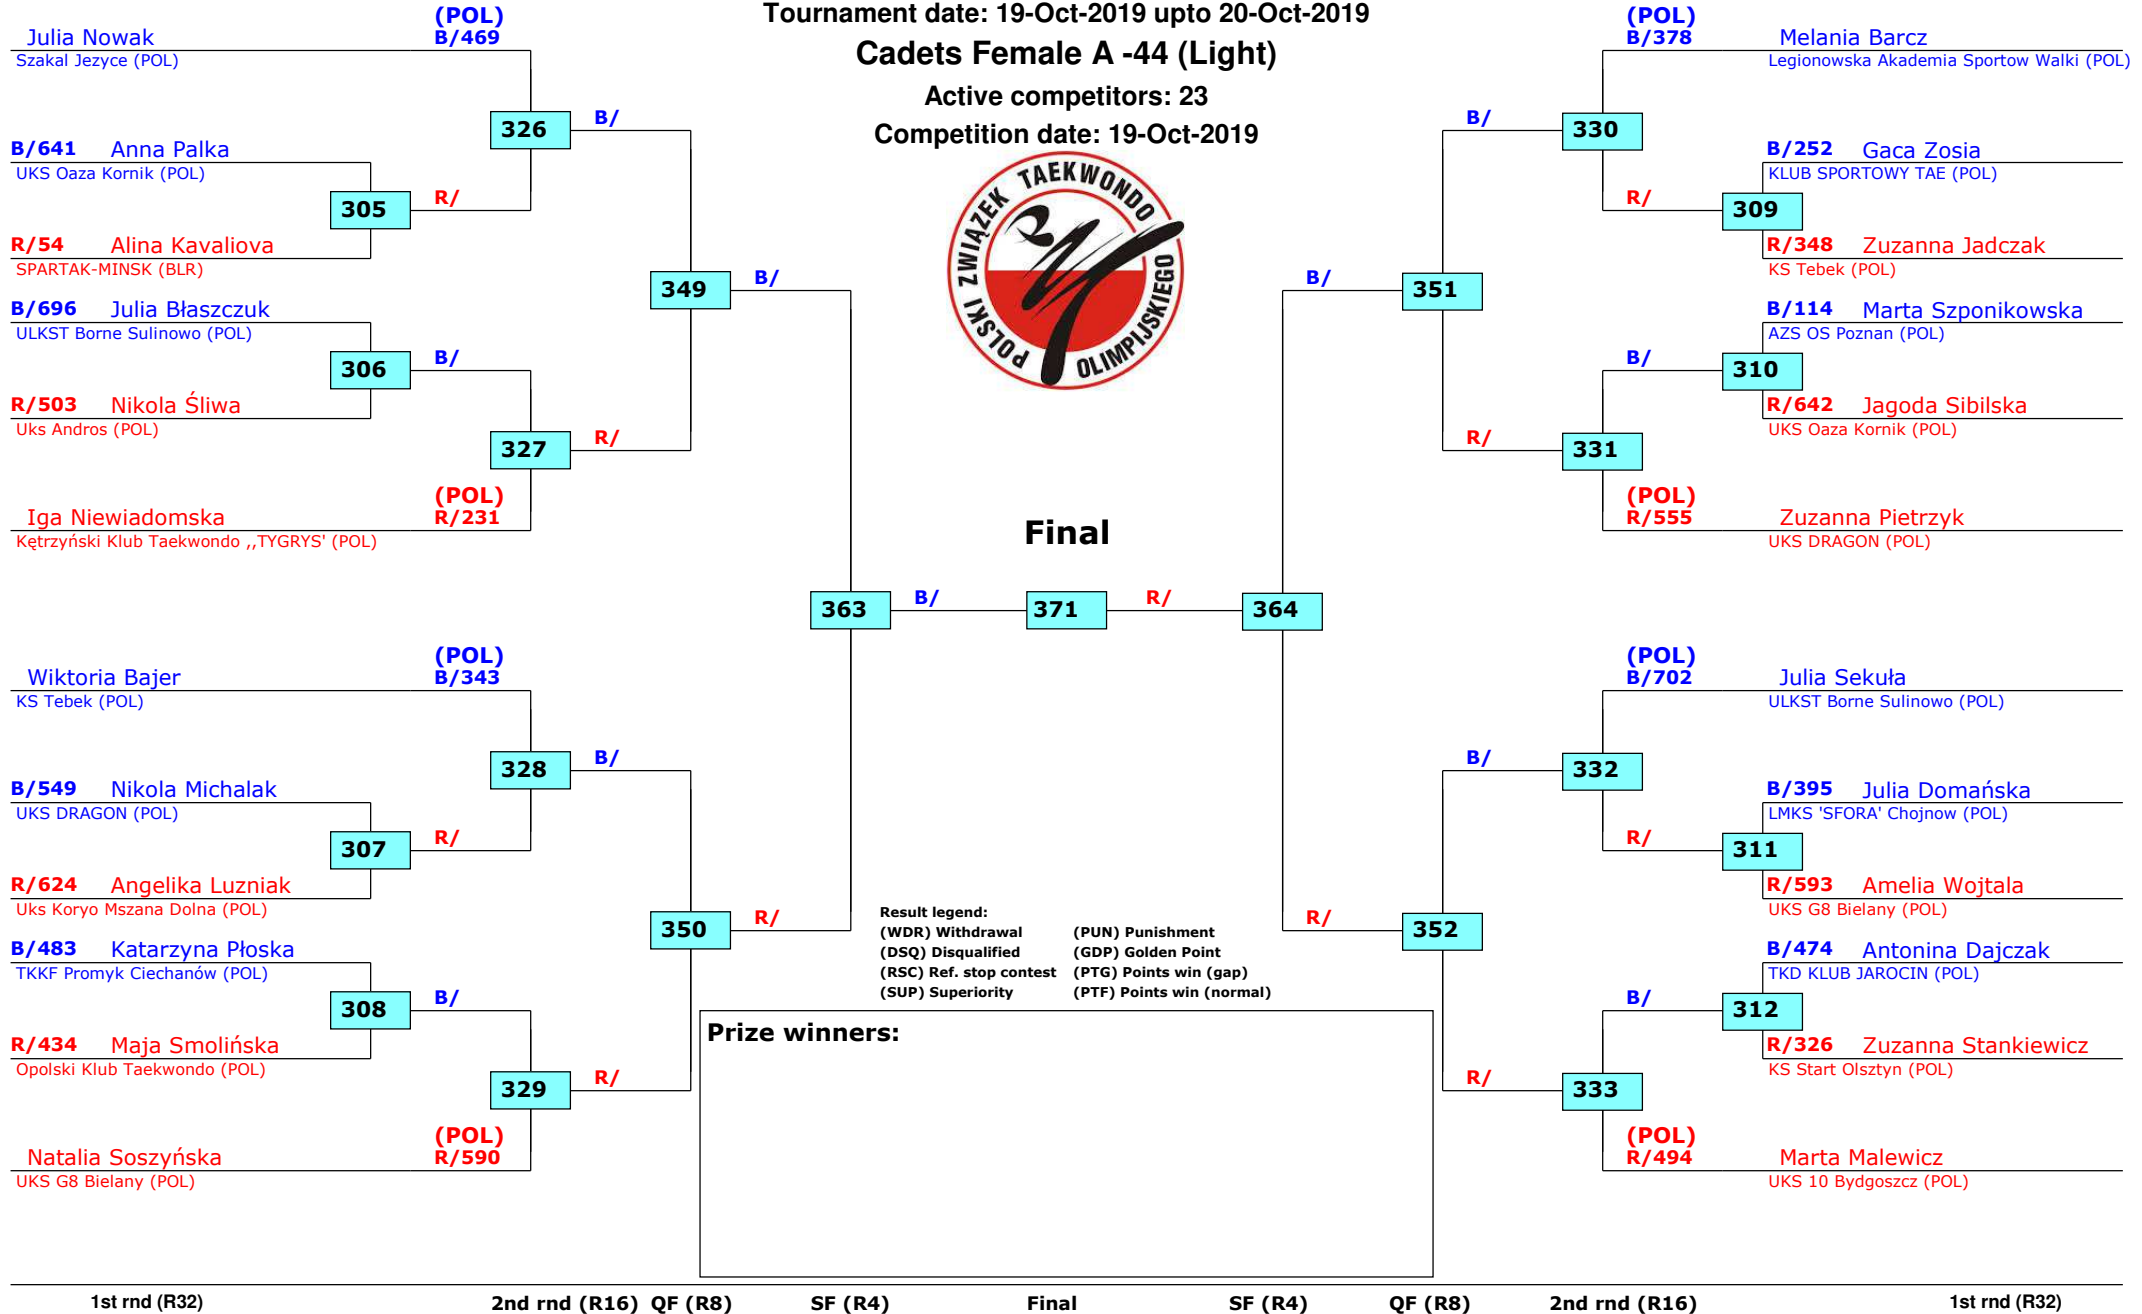 Tournament date: 19-Oct-2019 upto 20-Oct-2019
Cadets Female A -44 (Light)
Active competitors: 23
Competition date: 19-Oct-2019
POLSKI ZWIĄZEK TAEKWONDO OLIMPIJSKIEGO
(POL)
Julia Nowak B/469
Szakal Jezyce (POL)
326 B/
B/641 Anna Palka
UKS Oaza Kornik (POL)
305 R/
R/54 Alina Kavaliova
SPARTAK-MINSK (BLR)
349 B/
B/696 Julia Błaszczuk
ULKST Borne Sulinowo (POL)
306 B/
R/503 Nikola Śliwa
Uks Andros (POL)
327 R/
(POL)
Iga Niewiadomska R/231
Kętrzyński Klub Taekwondo ,,TYGRYS' (POL)
363 B/
(POL)
Wiktoria Bajer B/343
KS Tebek (POL)
328 B/
B/549 Nikola Michalak
UKS DRAGON (POL)
307 R/
R/624 Angelika Luzniak
Uks Koryo Mszana Dolna (POL)
350 R/
B/483 Katarzyna Płoska
TKKF Promyk Ciechanów (POL)
308 B/
R/434 Maja Smolińska
Opolski Klub Taekwondo (POL)
329 R/
(POL)
Natalia Soszyńska R/590
UKS G8 Bielany (POL)
Final
371
(POL)
B/378 Melania Barcz
Legionowska Akademia Sportow Walki (POL)
B/ 330
B/252 Gaca Zosia
KLUB SPORTOWY TAE (POL)
R/ 309
R/348 Zuzanna Jadczak
KS Tebek (POL)
B/ 351
B/114 Marta Szponikowska
AZS OS Poznan (POL)
B/ 310
R/642 Jagoda Sibilska
UKS Oaza Kornik (POL)
R/ 331
(POL)
R/555 Zuzanna Pietrzyk
UKS DRAGON (POL)
R/ 364
(POL)
B/702 Julia Sekuła
ULKST Borne Sulinowo (POL)
B/ 332
B/395 Julia Domańska
LMKS 'SFORA' Chojnow (POL)
R/ 311
R/593 Amelia Wojtala
UKS G8 Bielany (POL)
R/ 352
B/474 Antonina Dajczak
TKD KLUB JAROCIN (POL)
B/ 312
R/326 Zuzanna Stankiewicz
KS Start Olsztyn (POL)
R/ 333
(POL)
R/494 Marta Malewicz
UKS 10 Bydgoszcz (POL)
Result legend:
(WDR) Withdrawal (PUN) Punishment
(DSQ) Disqualified (GDP) Golden Point
(RSC) Ref. stop contest (PTG) Points win (gap)
(SUP) Superiority (PTF) Points win (normal)
Prize winners:
1st rnd (R32) 2nd rnd (R16) QF (R8) SF (R4) Final SF (R4) QF (R8) 2nd rnd (R16) 1st rnd (R32)